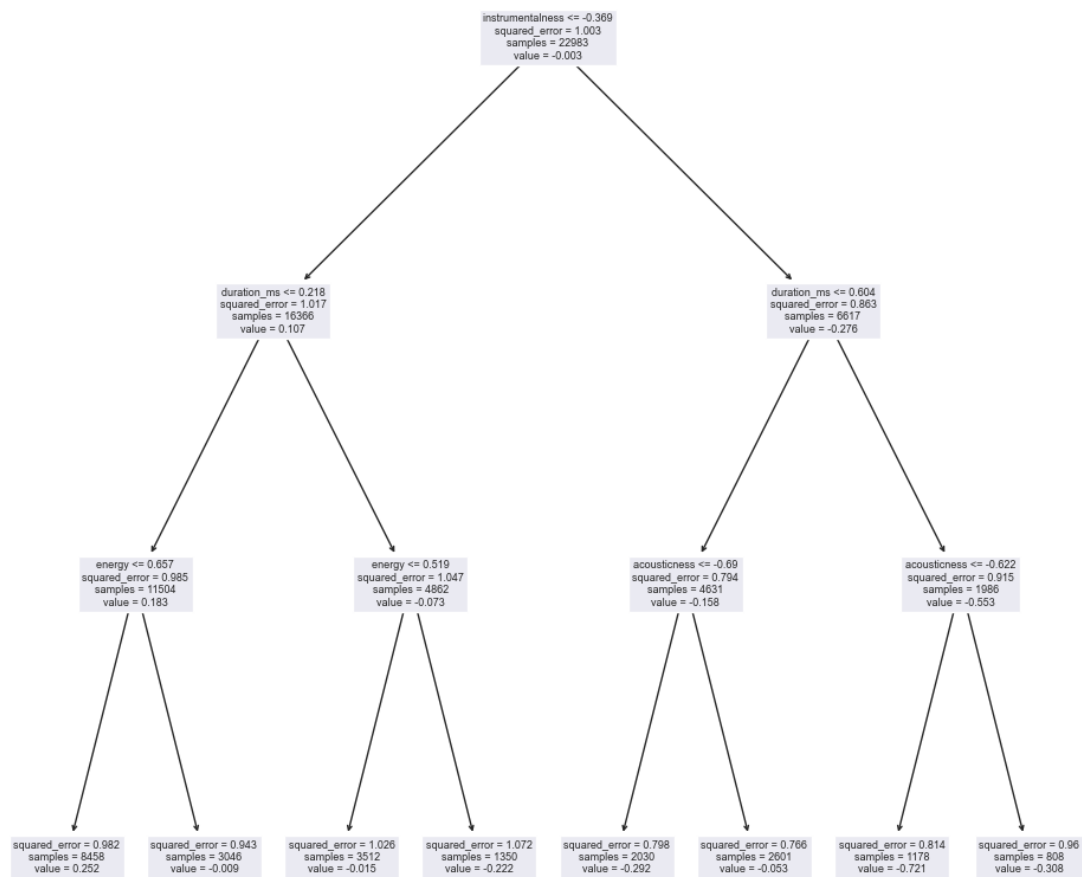 instrumentalness <= -0.369
squared_error = 1.003
samples = 22983
value = -0.003
duration_ms <= 0.218
squared_error = 1.017
samples = 16366
value = 0.107
duration_ms <= 0.604
squared_error = 0.863
samples = 6617
value = -0.276
energy <= 0.657
squared_error = 0.985
samples = 11504
value = 0.183
energy <= 0.519
squared_error = 1.047
samples = 4862
value = -0.073
acousticness <= -0.69
squared_error = 0.794
samples = 4631
value = -0.158
acousticness <= -0.622
squared_error = 0.915
samples = 1986
value = -0.553
squared_error = 0.982
samples = 8458
value = 0.252
squared_error = 0.943
samples = 3046
value = -0.009
squared_error = 1.026
samples = 3512
value = -0.015
squared_error = 1.072
samples = 1350
value = -0.222
squared_error = 0.798
samples = 2030
value = -0.292
squared_error = 0.766
samples = 2601
value = -0.053
squared_error = 0.814
samples = 1178
value = -0.721
squared_error = 0.96
samples = 808
value = -0.308